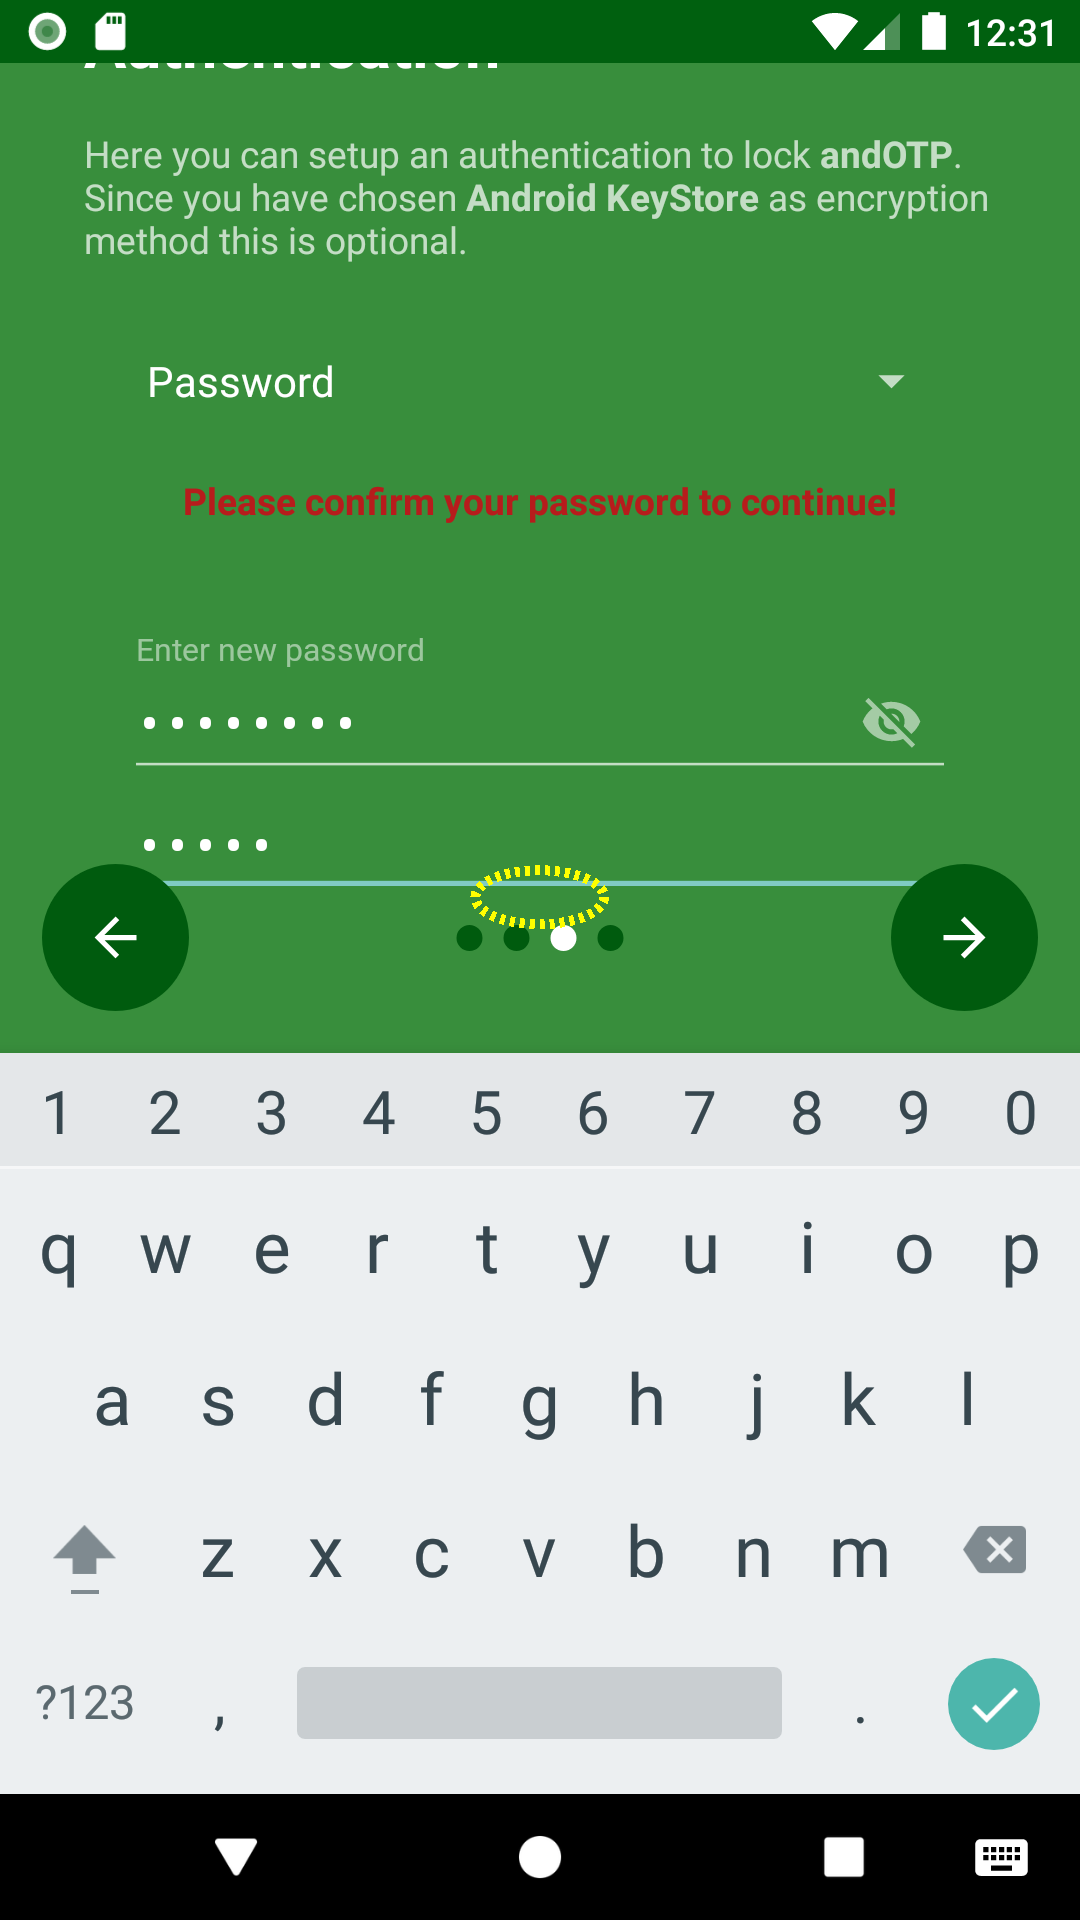 12:31
Authentication
Here you can setup an authentication to lock andOTP.
Since you have chosen Android KeyStore as encryption
method this is optional.
Password
Please confirm your password to continue!
Enter new password
1 2 3 4 5 6 7 8 9 0
q w e r t y u i o p
a s d f g h j k l
z x c v b n m
?123 , .